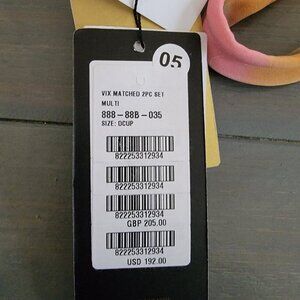 05
VIX MATCHED 2PC SET
MULTI
888-88B-035
SIZE: DCUP
822253312934
822253312934
822253312934
GBP 205.00
822253312934
USD 192.00